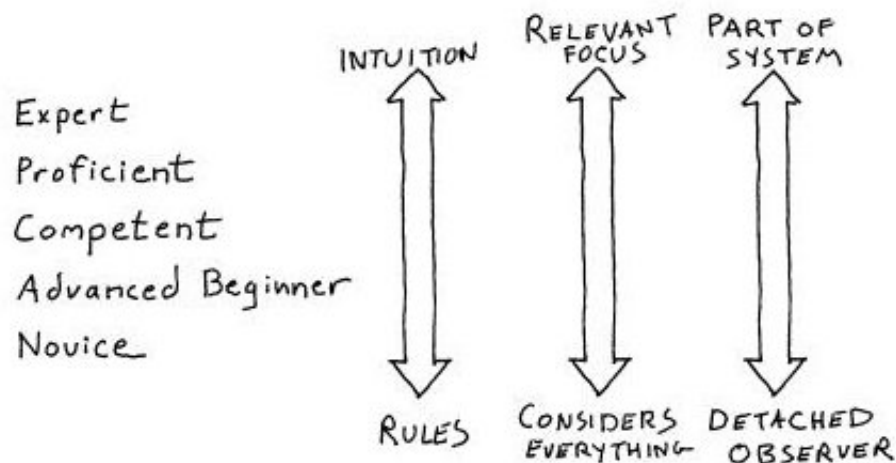 INTUITION
RELEVANT
FOCUS
PART OF
SYSTEM
Expert
Proficient
Competent
Advanced Beginner
Novice
RULES
CONSIDERS
EVERYTHING
DETACHED
OBSERVER